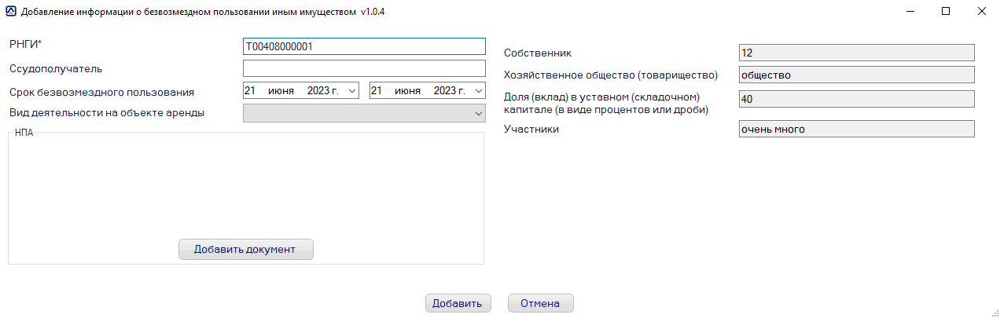 Добавление информации о безвозмездном пользовании иным имуществом v1.0.4
РНГИ*
Т00408000001
Ссудополучатель
Срок безвозмездного пользования
21 июня 2023 г.
21 июня 2023 г.
Вид деятельности на объекте аренды
НПА
Добавить документ
Собственник
12
Хозяйственное общество (товарищество)
общество
Доля (вклад) в уставном (складочном)
капитале (в виде процентов или дроби)
40
Участники
очень много
Добавить
Отмена